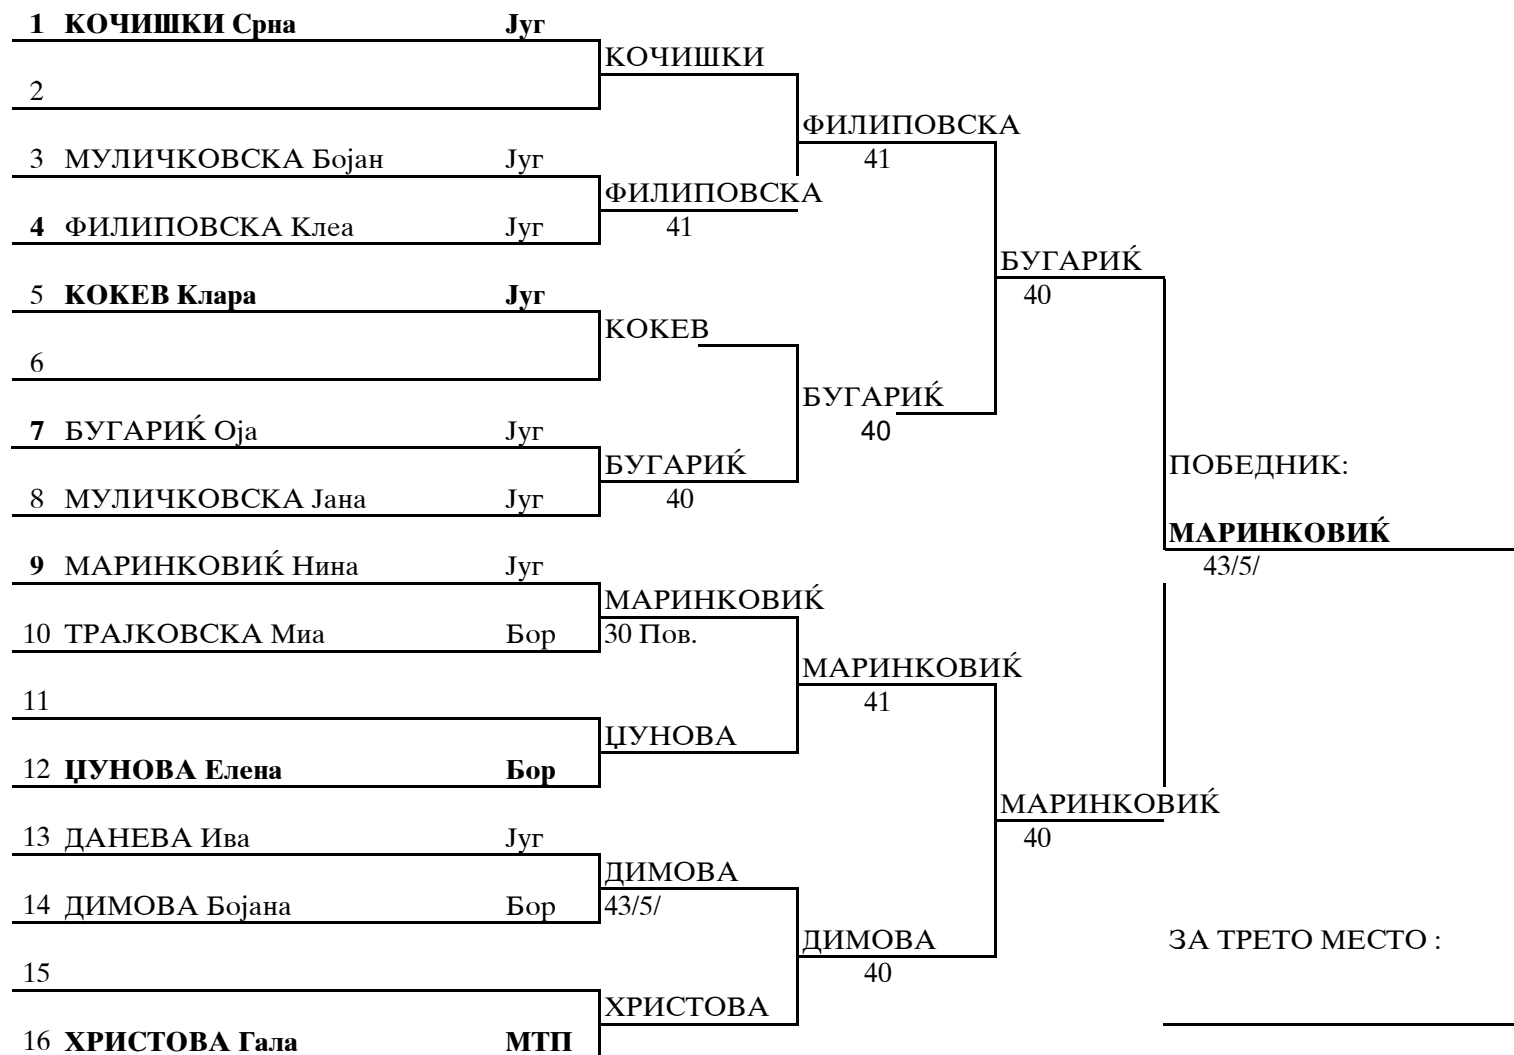 1 КОЧИШКИ Срна Југ
КОЧИШКИ
2
ФИЛИПОВСКА
3 МУЛИЧКОВСКА Бојан Југ
41
ФИЛИПОВСКА
4 ФИЛИПОВСКА Клеа Југ
41
БУГАРИЌ
5 КОКЕВ Клара Југ
40
КОКЕВ
6
БУГАРИЌ
7 БУГАРИЌ Оја Југ
40
БУГАРИЌ
ПОБЕДНИК:
8 МУЛИЧКОВСКА Јана Југ
40
МАРИНКОВИЌ
9 МАРИНКОВИЌ Нина Југ
43/5/
МАРИНКОВИЌ
10 ТРАЈКОВСКА Миа Бор
30 Пов.
МАРИНКОВИЌ
11
41
ЏУНОВА
12 ЏУНОВА Елена Бор
МАРИНКОВИЌ
13 ДАНЕВА Ива Југ
40
ДИМОВА
14 ДИМОВА Бојана Бор
43/5/
ДИМОВА
ЗА ТРЕТО МЕСТО :
15
40
ХРИСТОВА
16 ХРИСТОВА Гала МТП